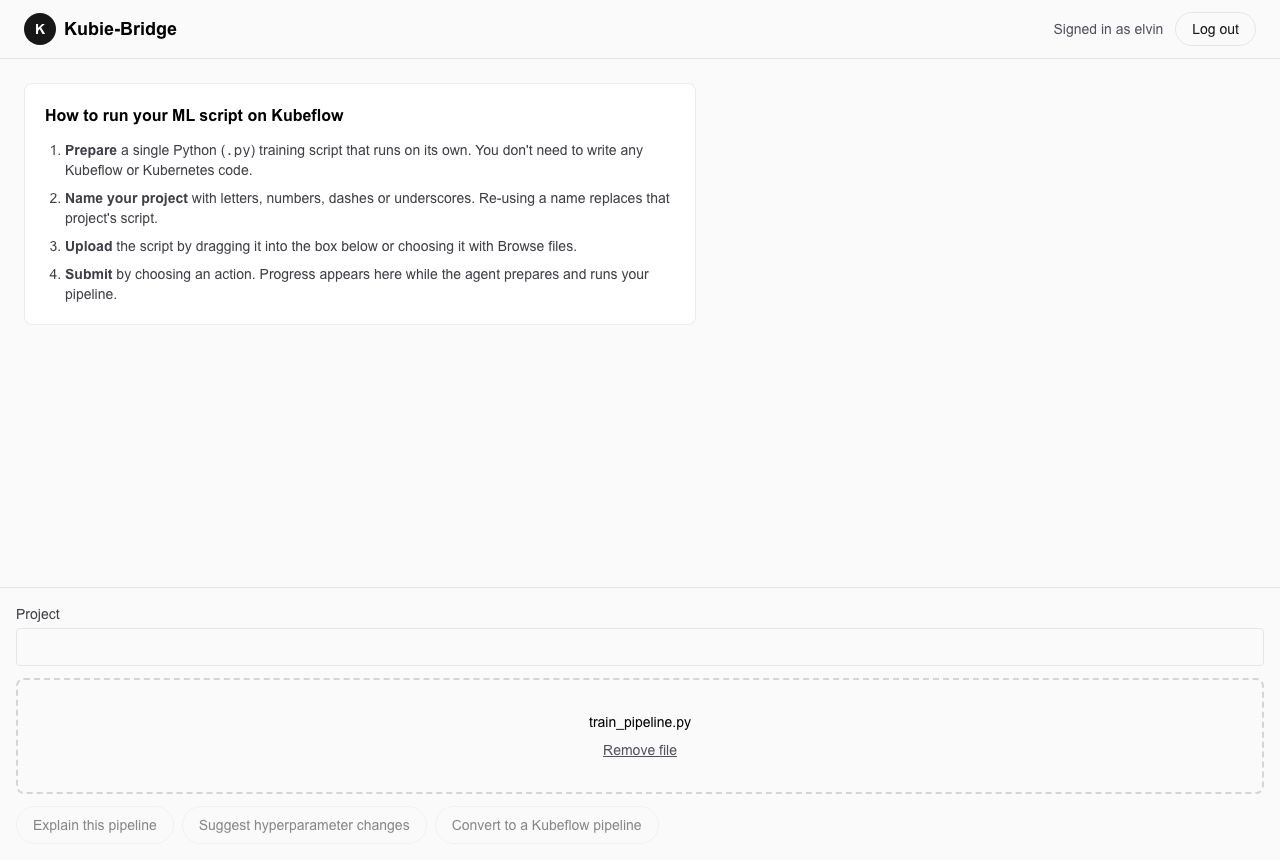 K
Kubie-Bridge
Signed in as elvin
Log out
How to run your ML script on Kubeflow
1. Prepare a single Python (.py) training script that runs on its own. You don't need to write any
Kubeflow or Kubernetes code.
2. Name your project with letters, numbers, dashes or underscores. Re-using a name replaces that
project's script.
3. Upload the script by dragging it into the box below or choosing it with Browse files.
4. Submit by choosing an action. Progress appears here while the agent prepares and runs your
pipeline.
Project
train_pipeline.py
Remove file
Explain this pipeline
Suggest hyperparameter changes
Convert to a Kubeflow pipeline